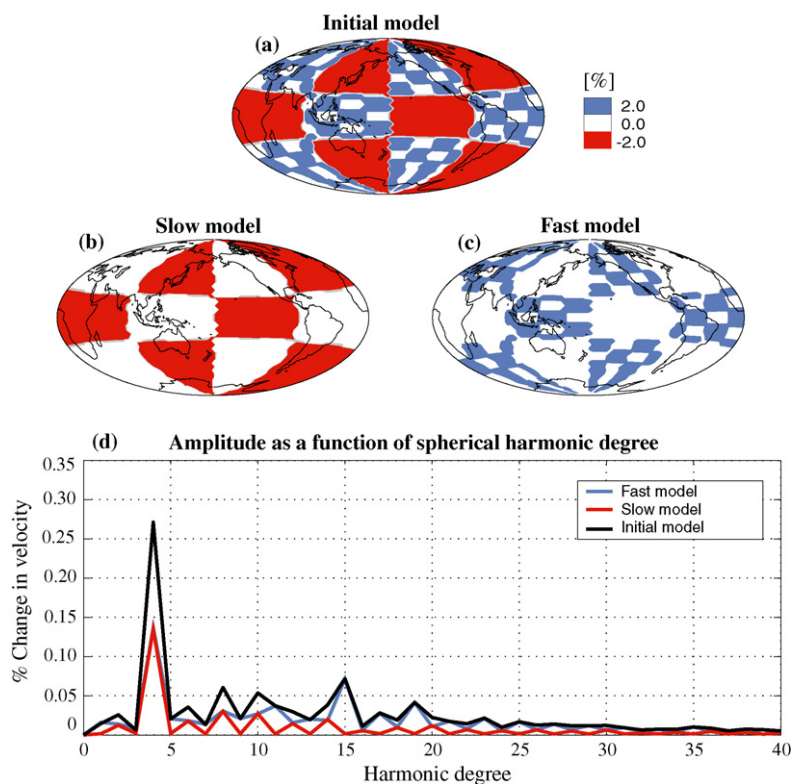 Initial model
(a)
[%]
2.0
0.0
-2.0
(b)
Slow model
(c)
Fast model
(d)
Amplitude as a function of spherical harmonic degree
% Change in velocity
0.35
0.30
0.25
0.20
0.15
0.10
0.05
0
Fast model
Slow model
Initial model
0 5 10 15 20 25 30 35 40
Harmonic degree